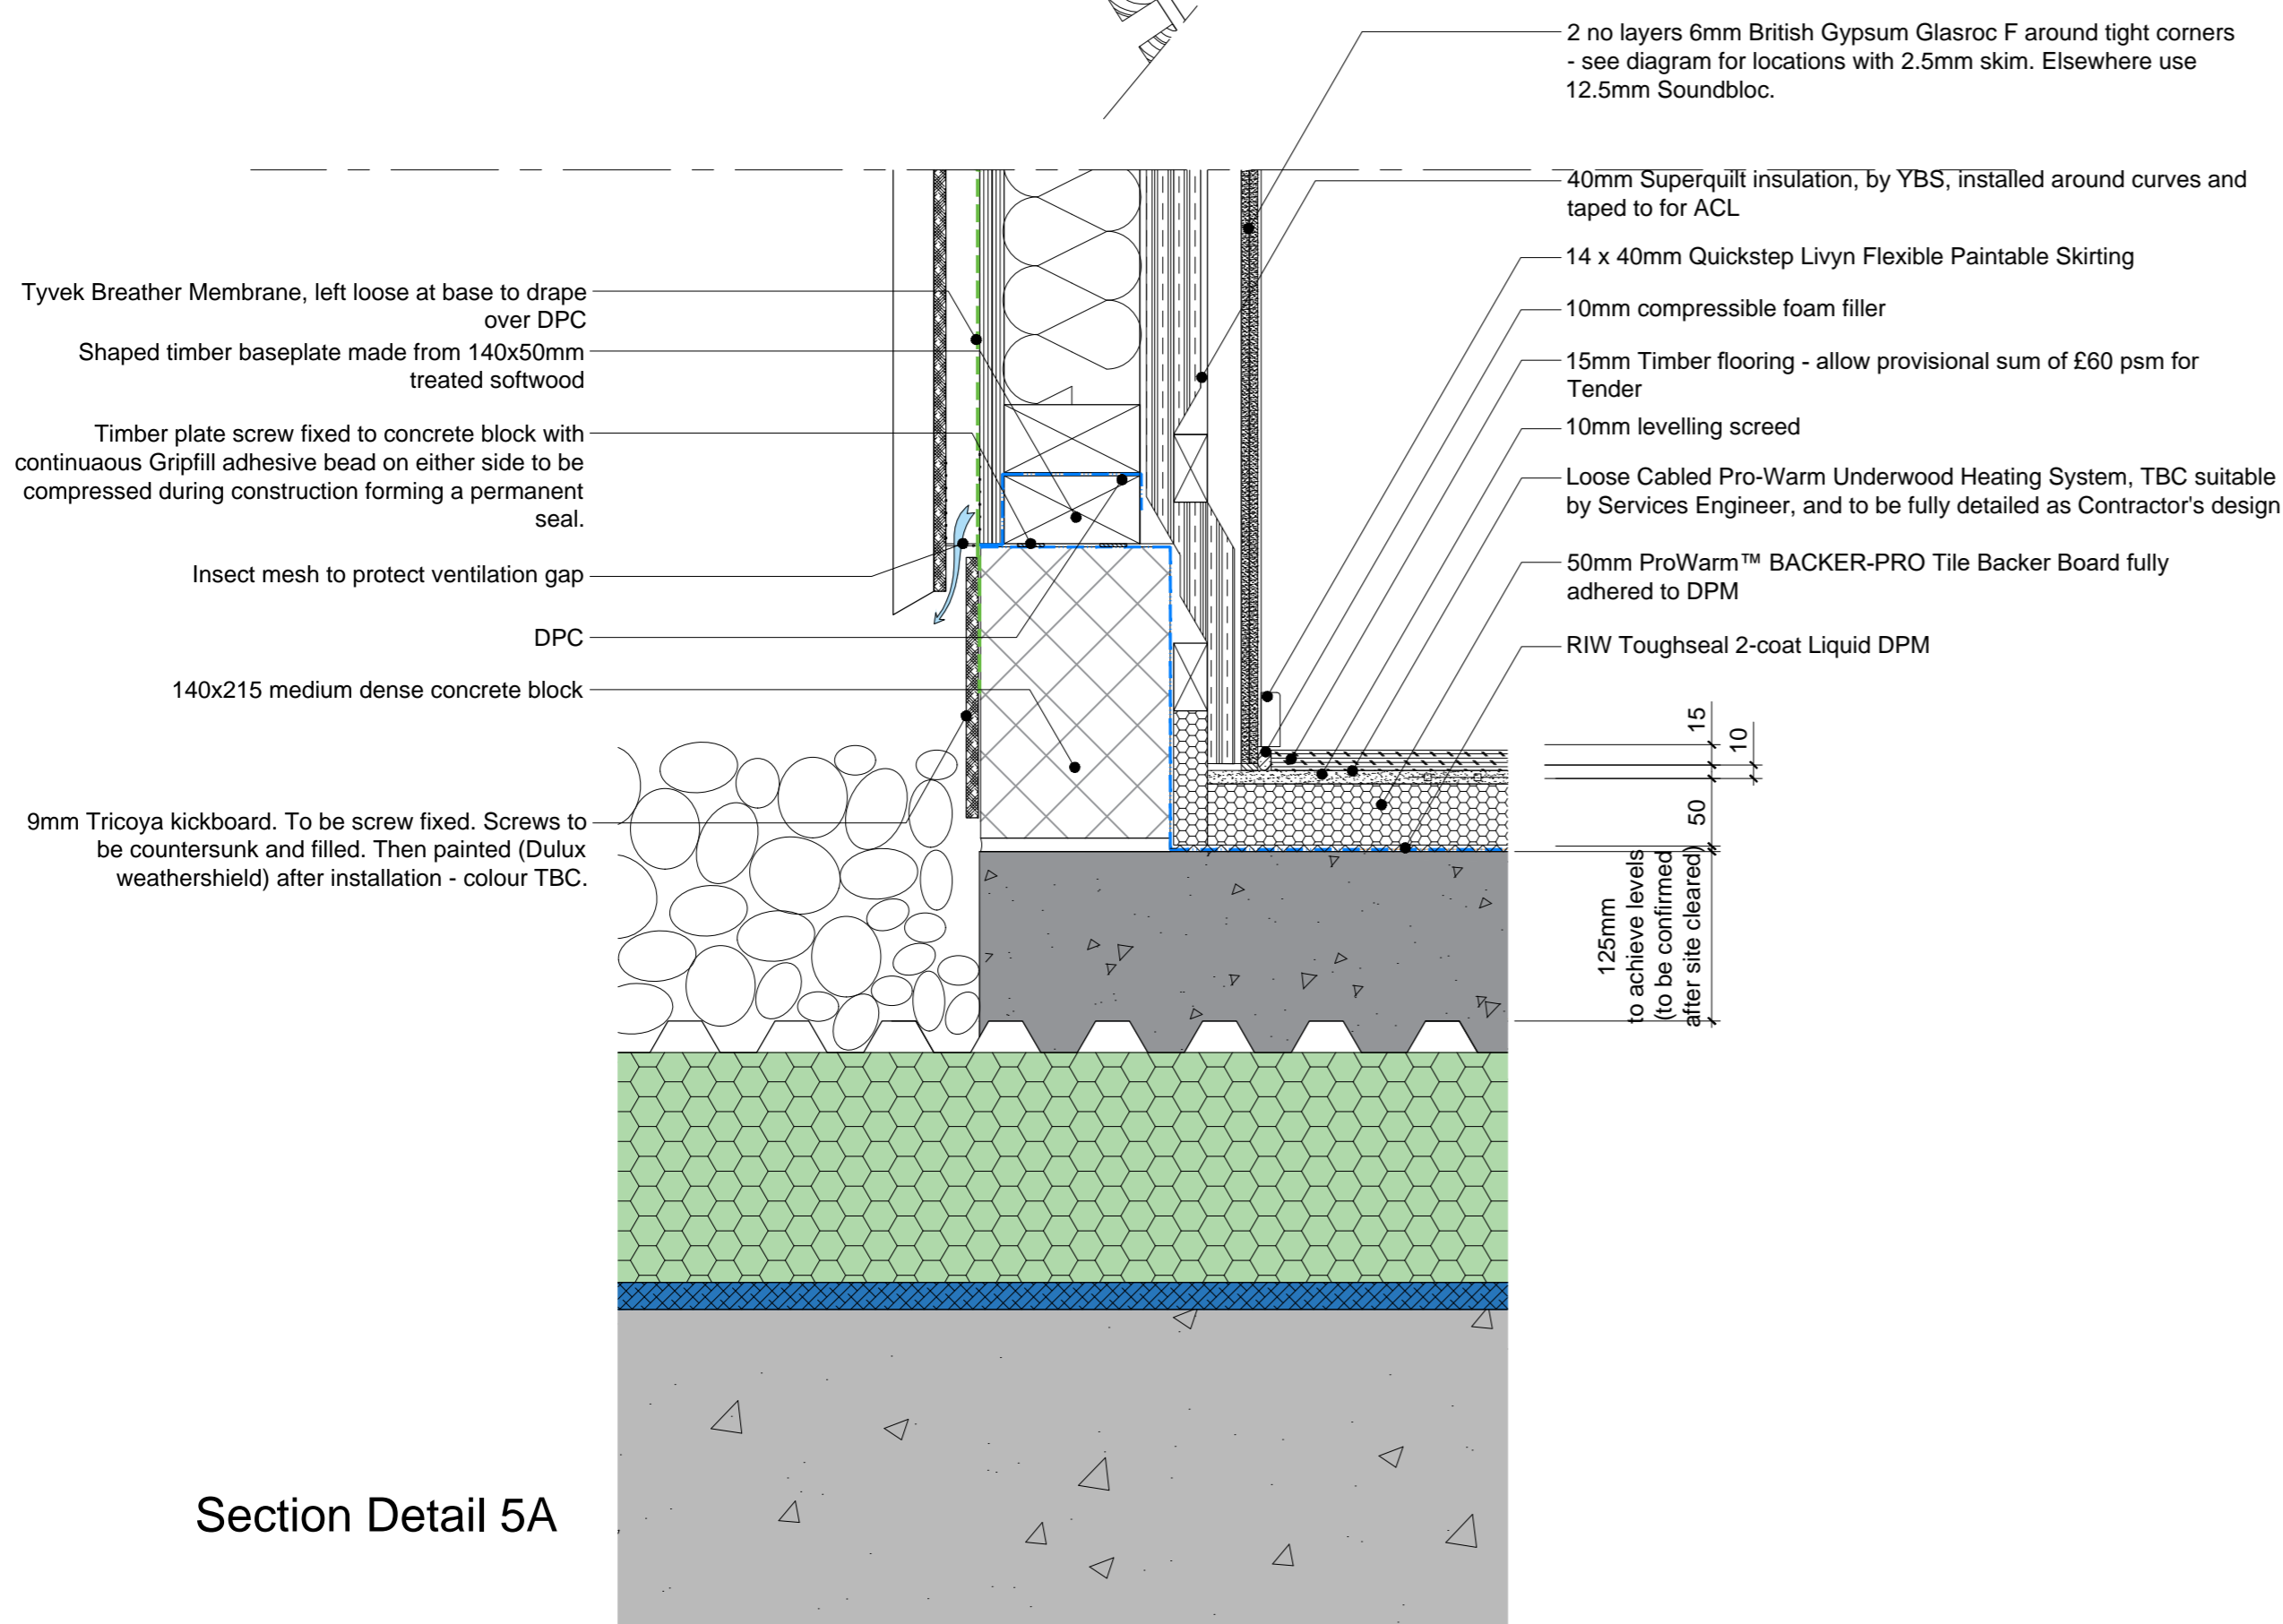 2 no layers 6mm British Gypsum Glasroc F around tight corners
- see diagram for locations with 2.5mm skim. Elsewhere use
12.5mm Soundbloc.
40mm Superquilt insulation, by YBS, installed around curves and
taped to for ACL
14 x 40mm Quickstep Livyn Flexible Paintable Skirting
10mm compressible foam filler
15mm Timber flooring - allow provisional sum of £60 psm for
Tender
10mm levelling screed
Loose Cabled Pro-Warm Underwood Heating System, TBC suitable
by Services Engineer, and to be fully detailed as Contractor's design
50mm ProWarm™ BACKER-PRO Tile Backer Board fully
adhered to DPM
RIW Toughseal 2-coat Liquid DPM
Tyvek Breather Membrane, left loose at base to drape
over DPC
Shaped timber baseplate made from 140x50mm
treated softwood
Timber plate screw fixed to concrete block with
continuaous Gripfill adhesive bead on either side to be
compressed during construction forming a permanent
seal.
Insect mesh to protect ventilation gap
DPC
140x215 medium dense concrete block
9mm Tricoya kickboard. To be screw fixed. Screws to
be countersunk and filled. Then painted (Dulux
weathershield) after installation - colour TBC.
15
10
50
125mm
to achieve levels
(to be confirmed
after site cleared)
Section Detail 5A